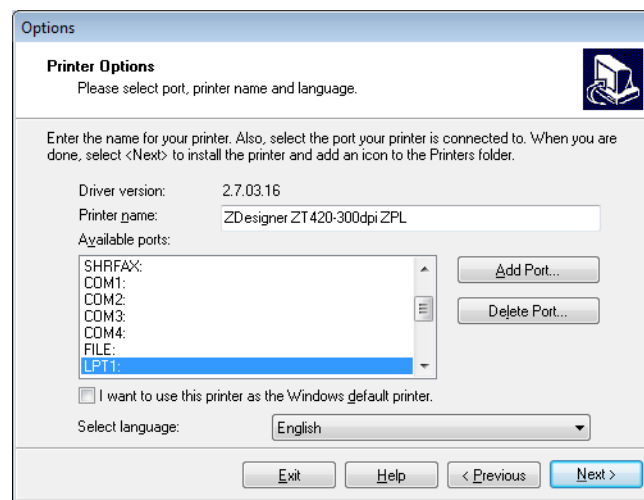 Options
Printer Options
Please select port, printer name and language.
Enter the name for your printer. Also, select the port your printer is connected to. When you are
done, select <Next> to install the printer and add an icon to the Printers folder.
Driver version: 2.7.03.16
Printer name: ZDesigner ZT420-300dpi ZPL
Available ports:
SHRFAX:
COM1:
COM2:
COM3:
COM4:
FILE:
LPT1:
Add Port...
Delete Port...
I want to use this printer as the Windows default printer.
Select language: English
Exit Help < Previous Next >